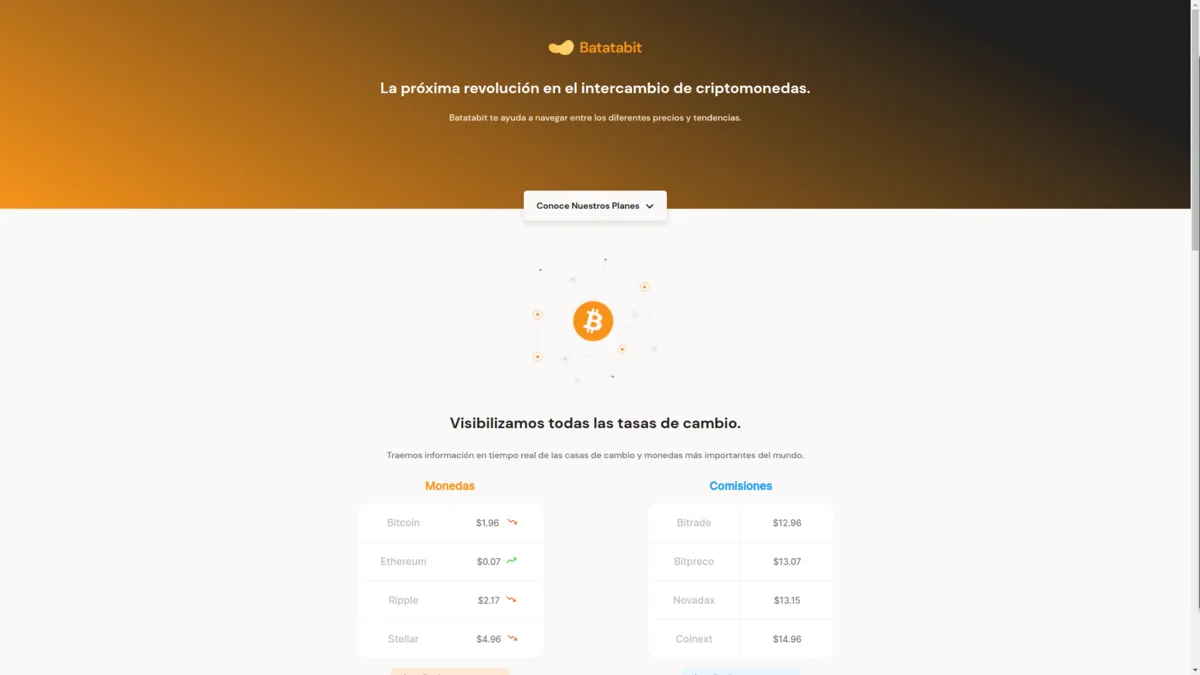 Batatabit
La próxima revolución en el intercambio de criptomonedas.
Batatabit te ayuda a navegar entre los diferentes precios y tendencias.
Conoce Nuestros Planes
Visibilizamos todas las tasas de cambio.
Traemos información en tiempo real de las casas de cambio y monedas más importantes del mundo.
Monedas
Bitcoin $1.96
Ethereum $0.07
Ripple $2.17
Stellar $4.96
Comisiones
Bitrade $12.96
Bitpreco $13.07
Novadax $13.15
Coinext $14.96